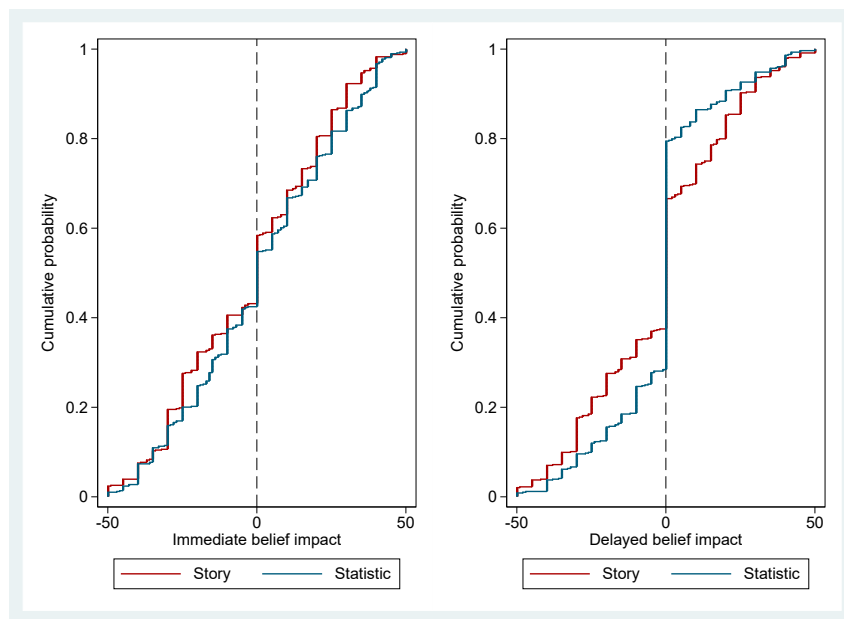 Cumulative probability
1
0.8
0.6
0.4
0.2
0
-50 0 50
Immediate belief impact
Story Statistic
Cumulative probability
1
0.8
0.6
0.4
0.2
0
-50 0 50
Delayed belief impact
Story Statistic